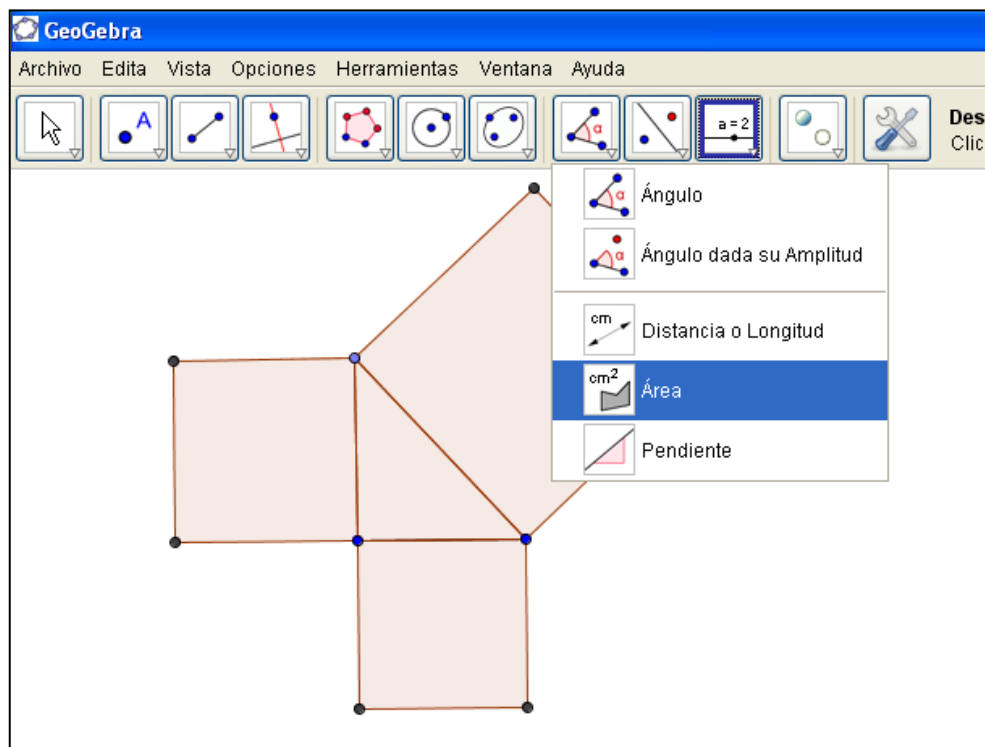 GeoGebra
Archivo Edita Vista Opciones Herramientas Ventana Ayuda
A
α
a = 2
Des
Clic
α
Ángulo
α
Ángulo dada su Amplitud
cm
Distancia o Longitud
cm²
Área
Pendiente